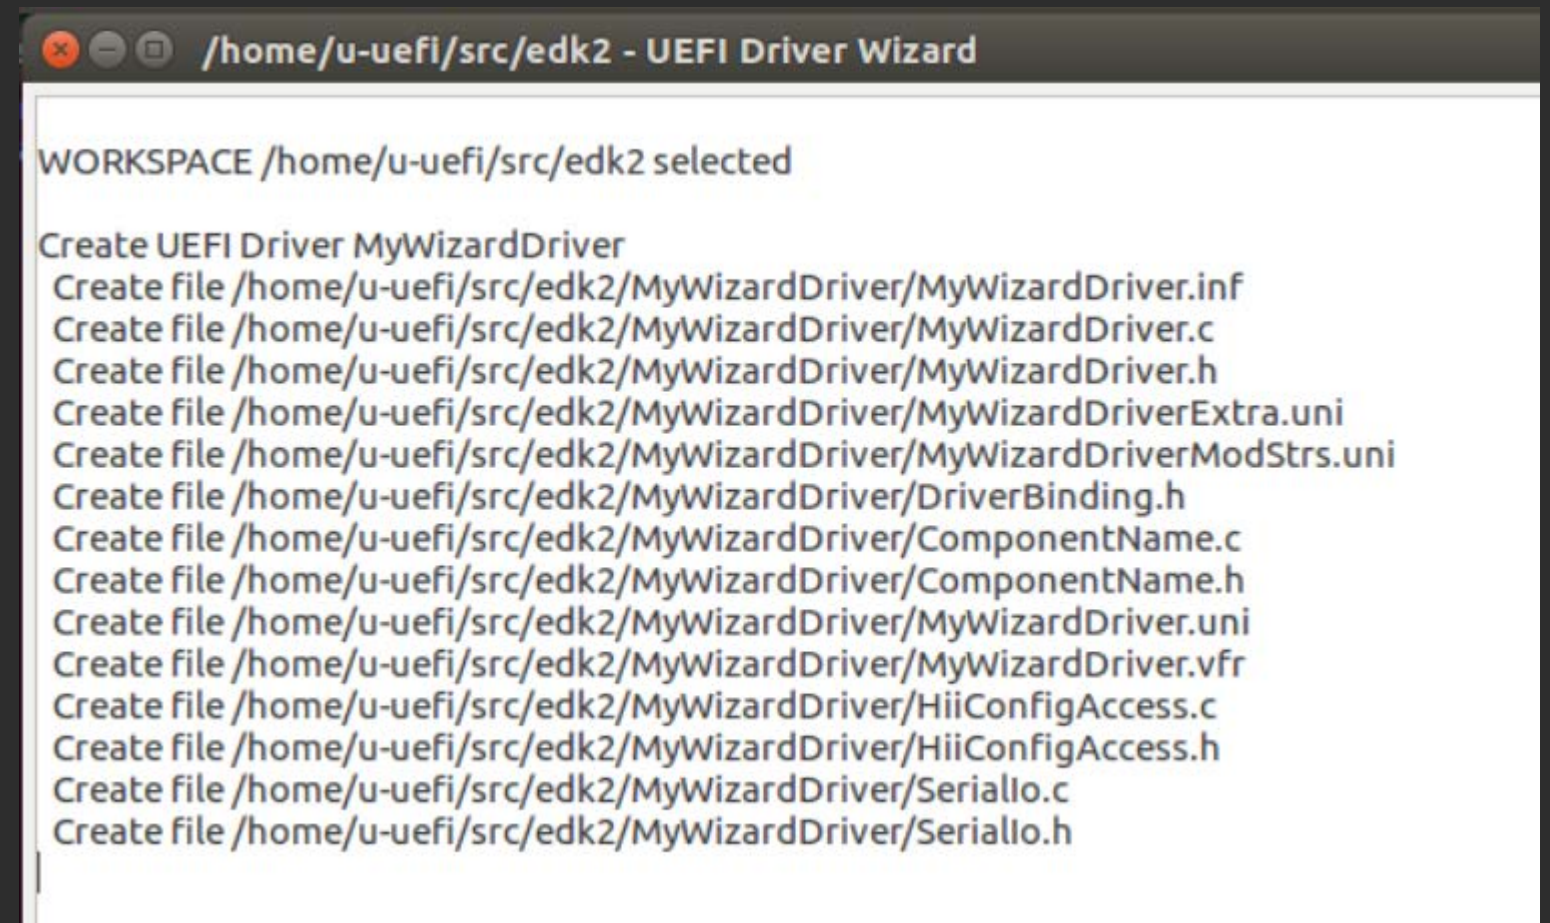 /home/u-uefi/src/edk2 - UEFI Driver Wizard
WORKSPACE /home/u-uefi/src/edk2 selected
Create UEFI Driver MyWizardDriver
Create file /home/u-uefi/src/edk2/MyWizardDriver/MyWizardDriver.inf
Create file /home/u-uefi/src/edk2/MyWizardDriver/MyWizardDriver.c
Create file /home/u-uefi/src/edk2/MyWizardDriver/MyWizardDriver.h
Create file /home/u-uefi/src/edk2/MyWizardDriver/MyWizardDriverExtra.uni
Create file /home/u-uefi/src/edk2/MyWizardDriver/MyWizardDriverModStrs.uni
Create file /home/u-uefi/src/edk2/MyWizardDriver/DriverBinding.h
Create file /home/u-uefi/src/edk2/MyWizardDriver/ComponentName.c
Create file /home/u-uefi/src/edk2/MyWizardDriver/ComponentName.h
Create file /home/u-uefi/src/edk2/MyWizardDriver/MyWizardDriver.uni
Create file /home/u-uefi/src/edk2/MyWizardDriver/MyWizardDriver.vfr
Create file /home/u-uefi/src/edk2/MyWizardDriver/HiiConfigAccess.c
Create file /home/u-uefi/src/edk2/MyWizardDriver/HiiConfigAccess.h
Create file /home/u-uefi/src/edk2/MyWizardDriver/SerialIo.c
Create file /home/u-uefi/src/edk2/MyWizardDriver/SerialIo.h